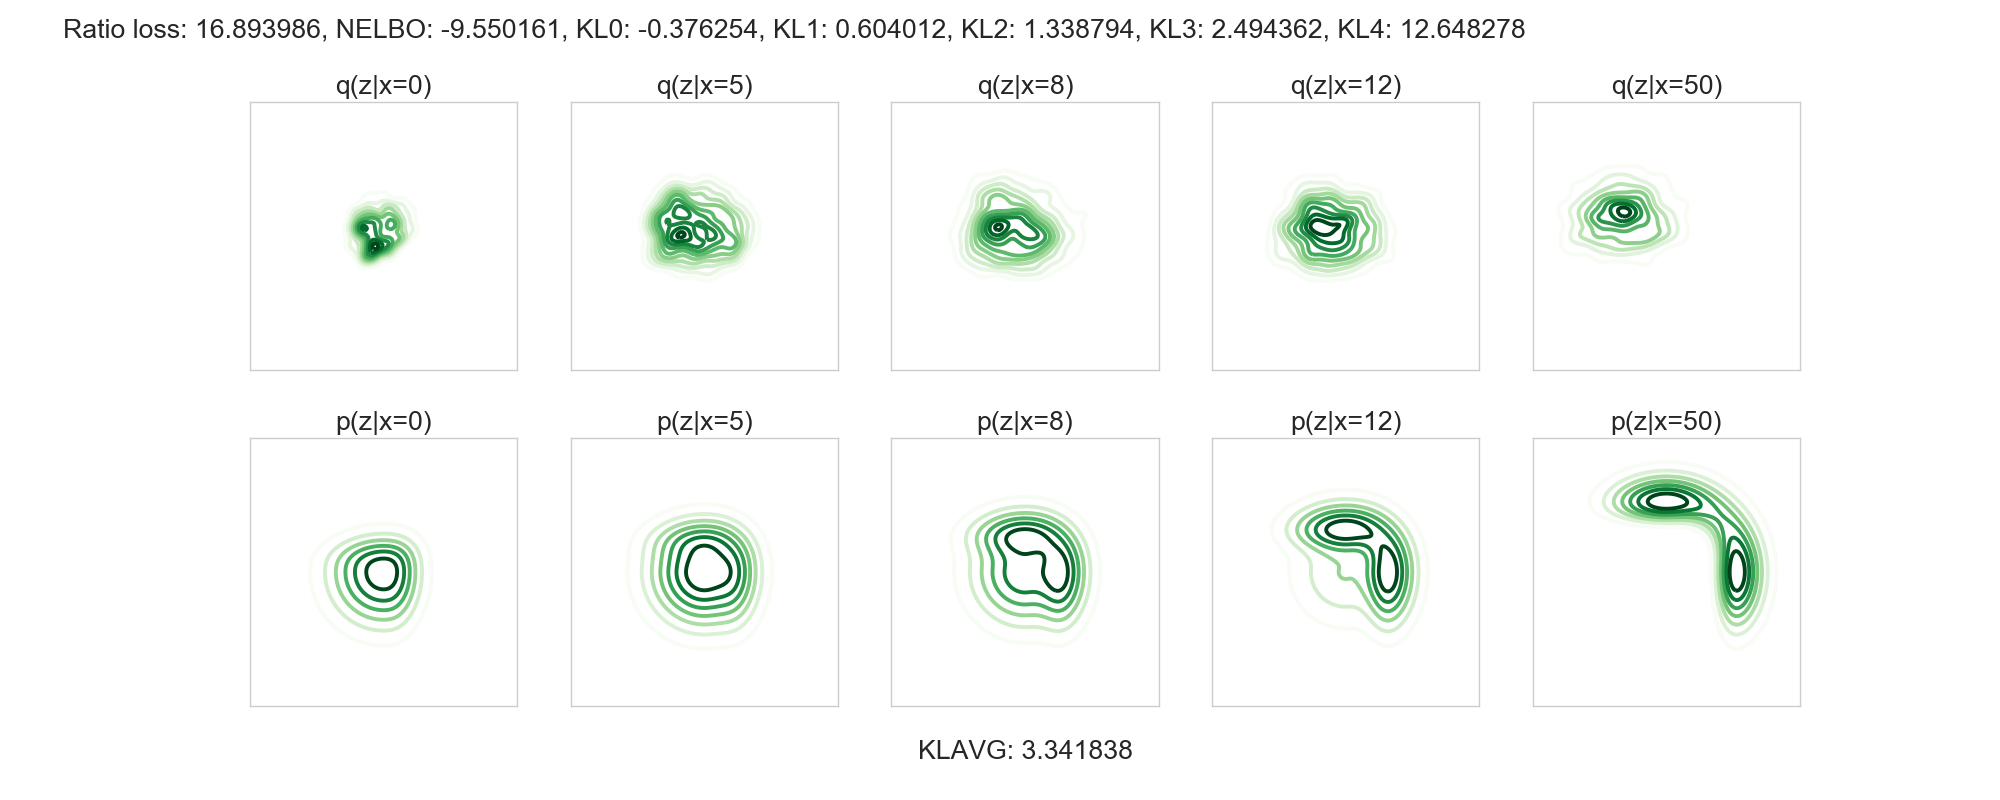 Ratio loss: 16.893986, NELBO: -9.550161, KL0: -0.376254, KL1: 0.604012, KL2: 1.338794, KL3: 2.494362, KL4: 12.648278
q(z|x=0) q(z|x=5) q(z|x=8) q(z|x=12) q(z|x=50)
p(z|x=0) p(z|x=5) p(z|x=8) p(z|x=12) p(z|x=50)
KLAVG: 3.341838